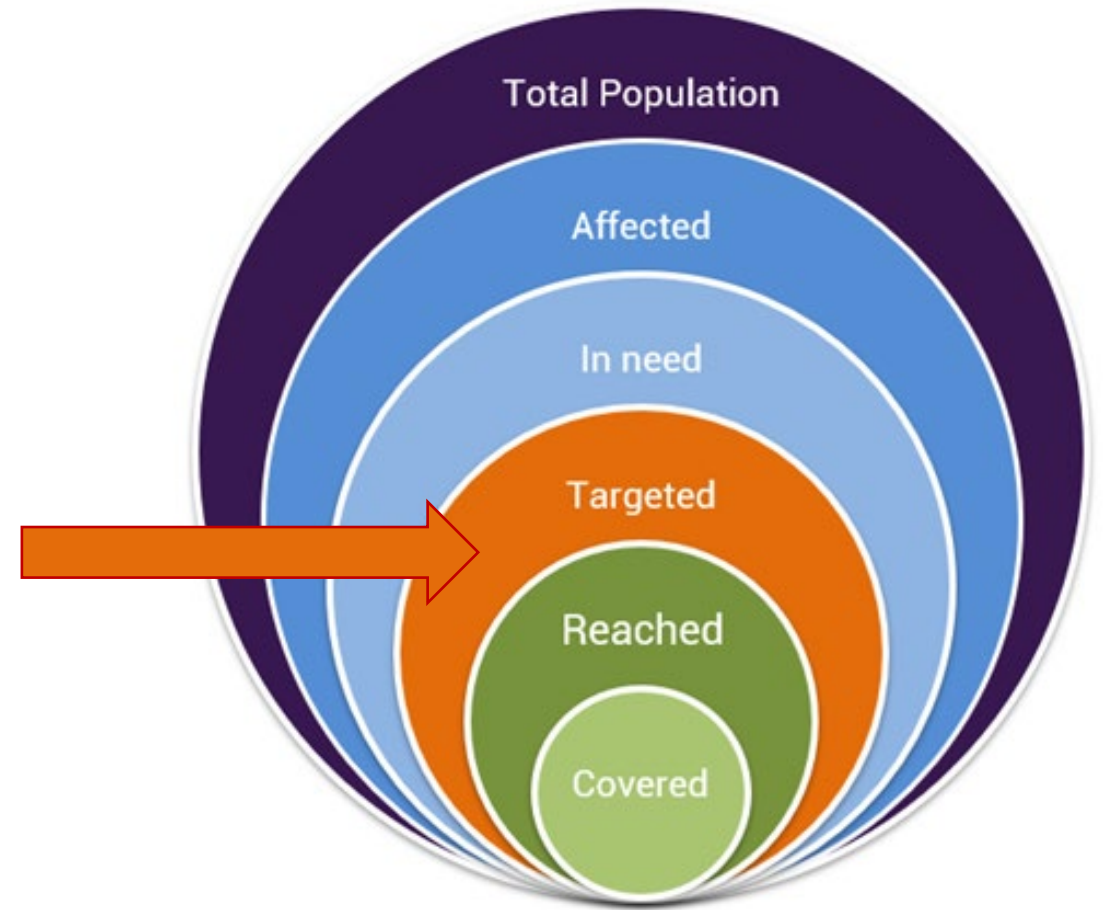 Total Population
Affected
In need
Targeted
Reached
Covered